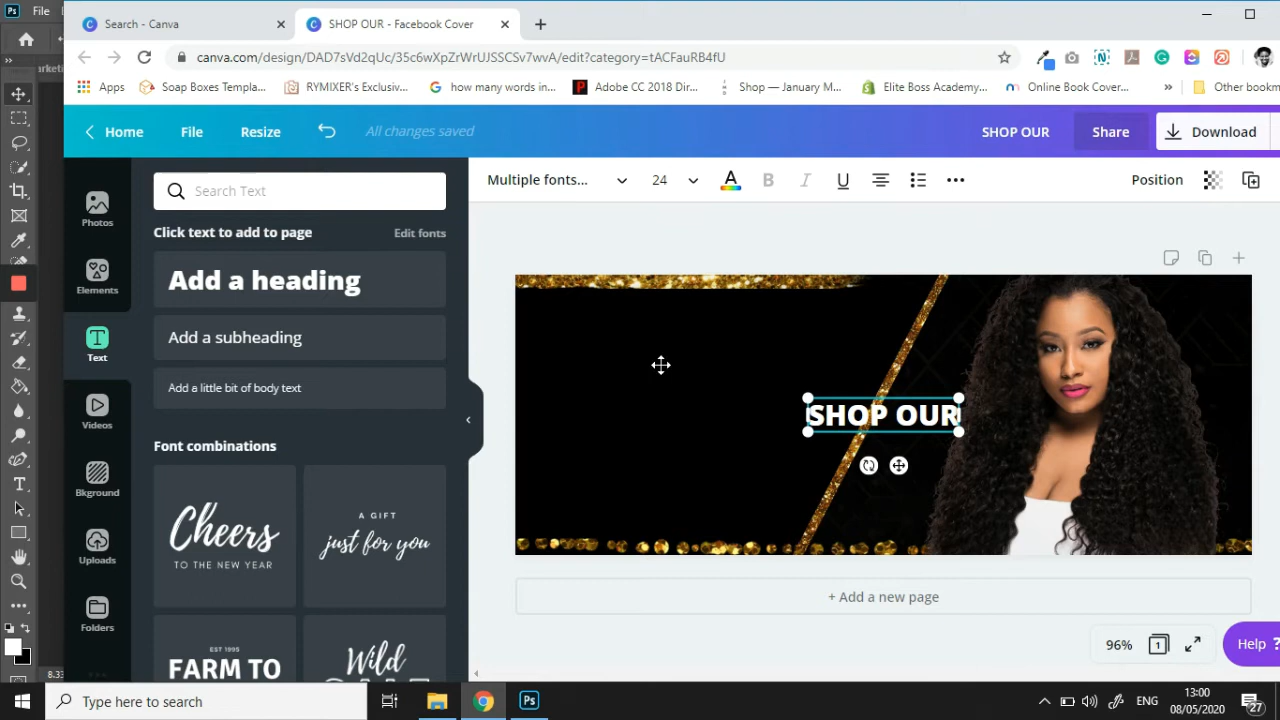 Ps File
Search - Canva
SHOP OUR - Facebook Cover
canva.com/design/DAD7sVd2qUc/35c6wXpZrWrUJSSCSv7wvA/edit?category=tACFauRB4fU
Apps
Soap Boxes Templa...
RYMIXER's Exclusiv...
how many words in...
Adobe CC 2018 Dir...
Shop — January M...
Elite Boss Academy...
Online Book Cover...
»
Other bookm
Home
File
Resize
All changes saved
SHOP OUR
Share
Download
Multiple fonts...
24
A
B
I
U
Position
Photos
Elements
Text
Videos
Bkground
Uploads
Folders
Search Text
Click text to add to page
Edit fonts
Add a heading
Add a subheading
Add a little bit of body text
Font combinations
Cheers
TO THE NEW YEAR
A GIFT
just for you
EST 1995
FARM TO
Wild
SHOP OUR
+ Add a new page
96%
1
Help ?
8.33
Type here to search
Ps
ENG
13:00
08/05/2020
27